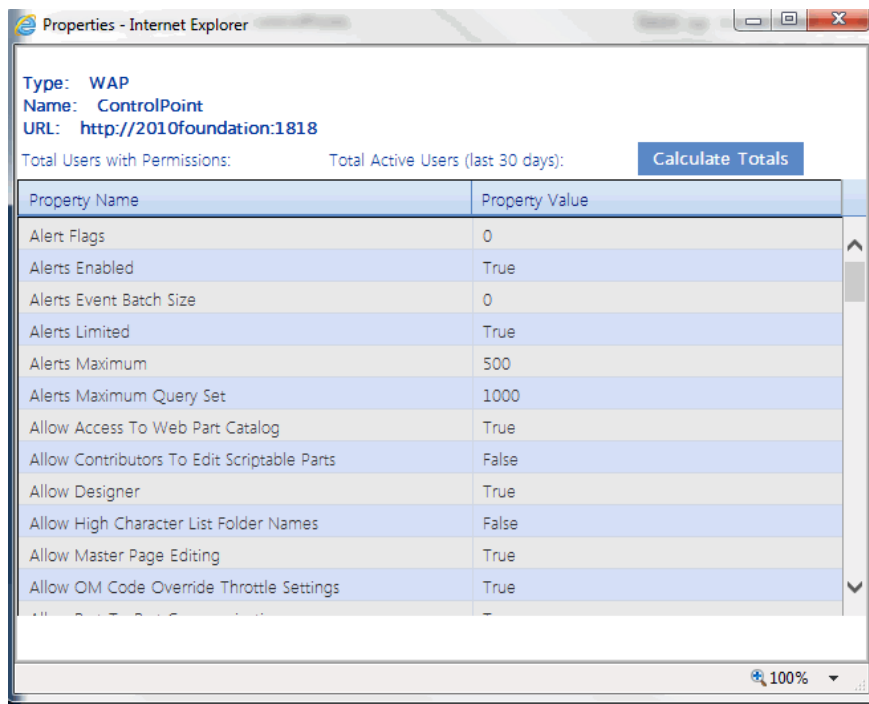 Properties - Internet Explorer
Type: WAP
Name: ControlPoint
URL: http://2010foundation:1818
Total Users with Permissions: Total Active Users (last 30 days): Calculate Totals
Property Name Property Value
Alert Flags 0
Alerts Enabled True
Alerts Event Batch Size 0
Alerts Limited True
Alerts Maximum 500
Alerts Maximum Query Set 1000
Allow Access To Web Part Catalog True
Allow Contributors To Edit Scriptable Parts False
Allow Designer True
Allow High Character List Folder Names False
Allow Master Page Editing True
Allow OM Code Override Throttle Settings True
100%